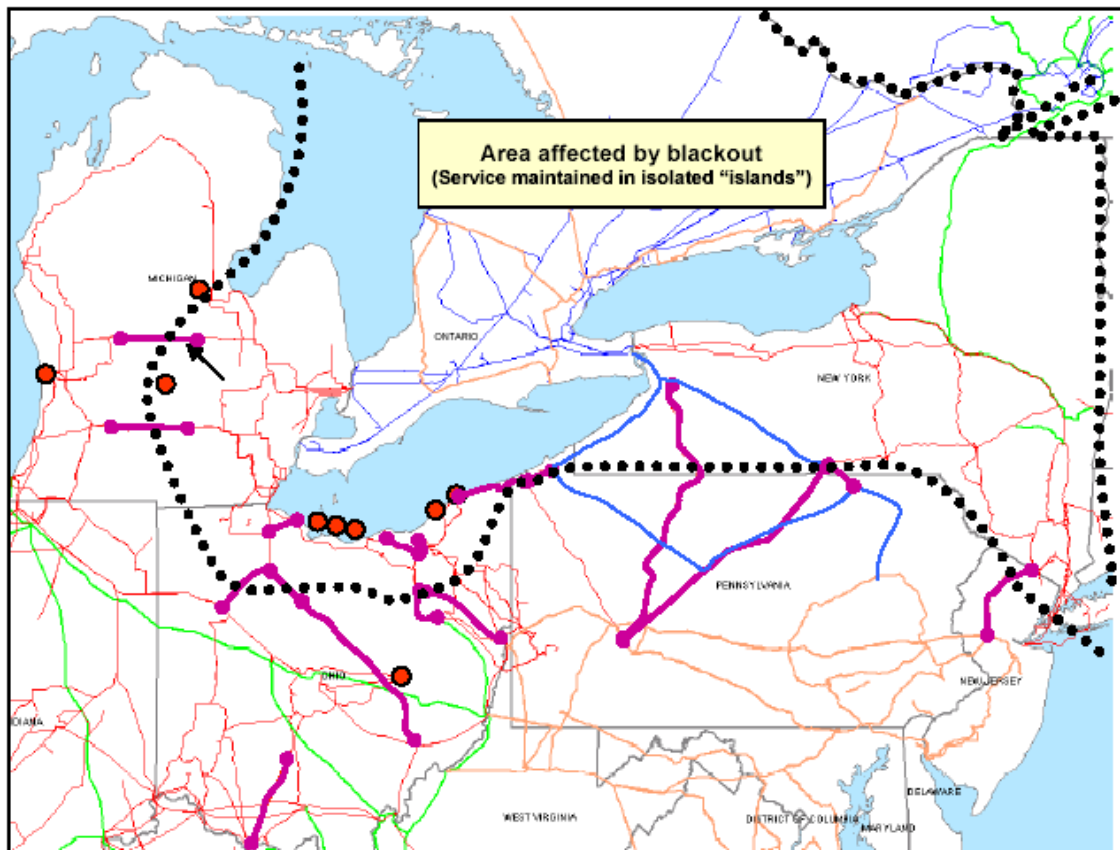 Area affected by blackout
(Service maintained in isolated “islands”)
MICHIGAN
ONTARIO
NEW YORK
PENNSYLVANIA
OHIO
NEW JERSEY
DIANA
DELAWARE
WEST VIRGINIA
DISTRICT OF COLUMBIA
MARYLAND